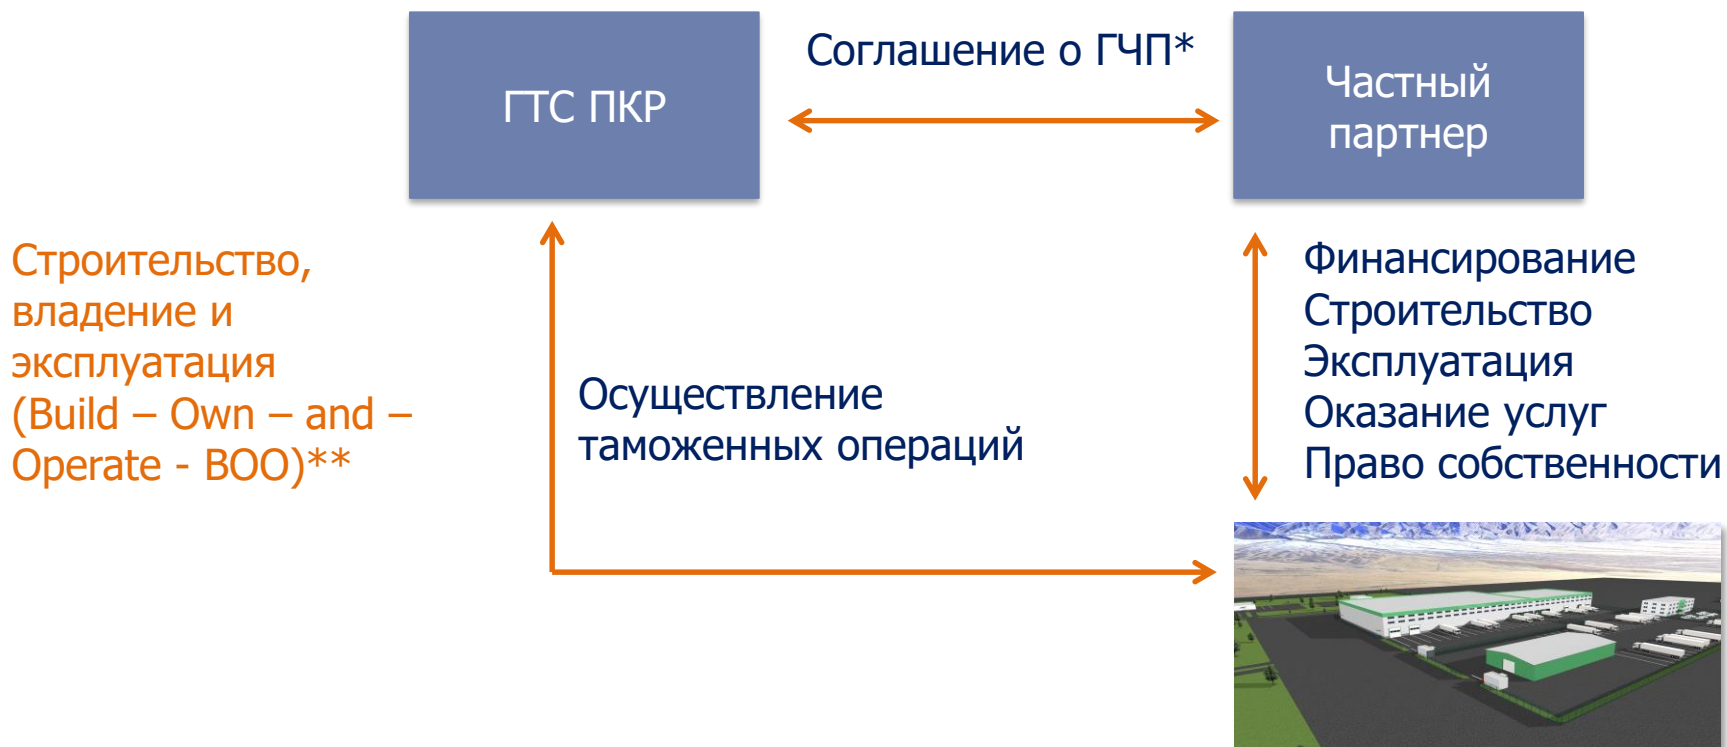 ГТС ПКР
Соглашение о ГЧП*
Частный
партнер
Строительство,
владение и
эксплуатация
(Build – Own – and –
Operate - BOO)**
Осуществление
таможенных операций
Финансирование
Строительство
Эксплуатация
Оказание услуг
Право собственности